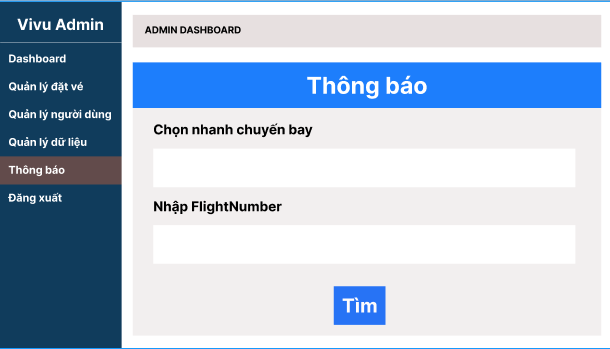 Vivu Admin
Dashboard
Quản lý đặt vé
Quản lý người dùng
Quản lý dữ liệu
Thông báo
Đăng xuất
ADMIN DASHBOARD
Thông báo
Chọn nhanh chuyến bay
Nhập FlightNumber
Tìm